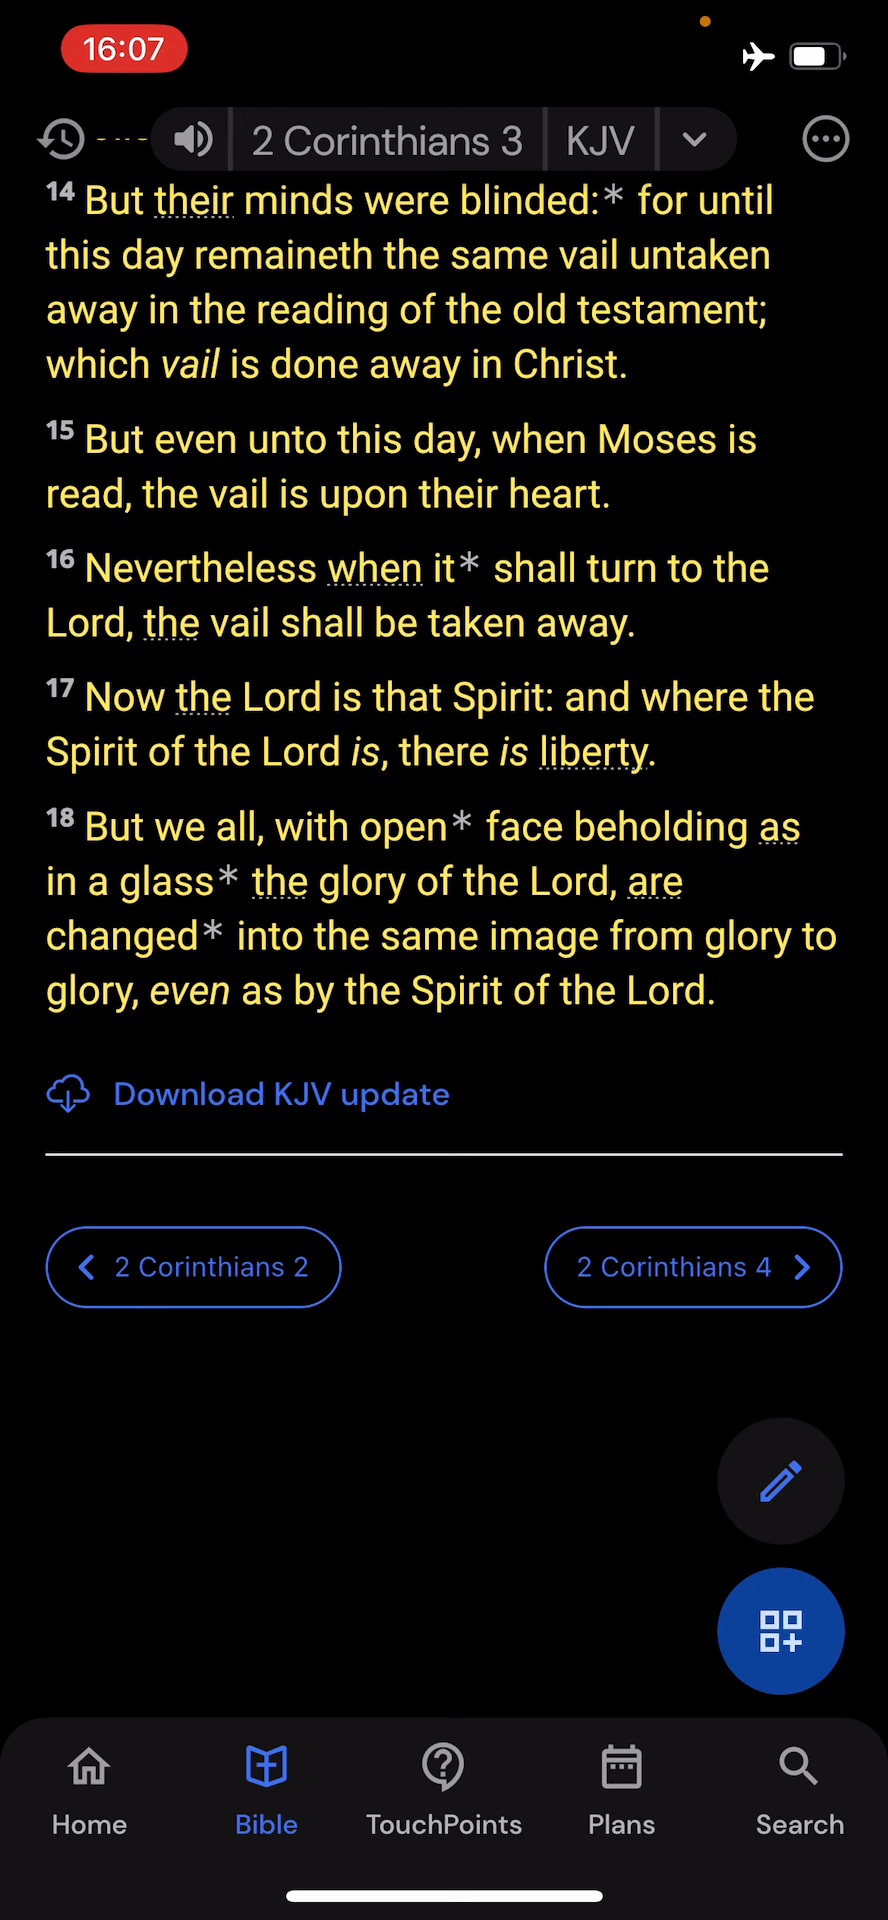 16:07
2 Corinthians 3 KJV
14 But their minds were blinded:* for until
this day remaineth the same vail untaken
away in the reading of the old testament;
which vail is done away in Christ.
15 But even unto this day, when Moses is
read, the vail is upon their heart.
16 Nevertheless when it* shall turn to the
Lord, the vail shall be taken away.
17 Now the Lord is that Spirit: and where the
Spirit of the Lord is, there is liberty.
18 But we all, with open* face beholding as
in a glass* the glory of the Lord, are
changed* into the same image from glory to
glory, even as by the Spirit of the Lord.
Download KJV update
2 Corinthians 2
2 Corinthians 4
Home Bible TouchPoints Plans Search